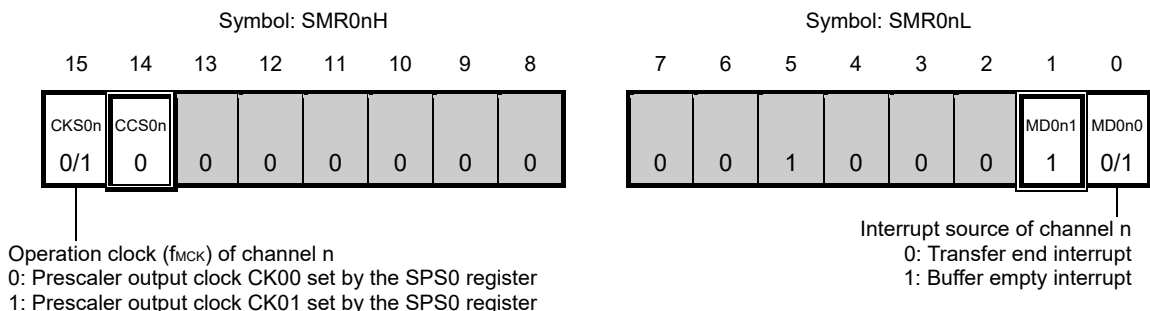 Symbol: SMR0nH
Symbol: SMR0nL
15 14 13 12 11 10 9 8
7 6 5 4 3 2 1 0
CKS0n CCS0n
MD0n1 MD0n0
0/1 0 0 0 0 0 0 0
0 0 1 0 0 0 1 0/1
Operation clock (fMCK) of channel n
0: Prescaler output clock CK00 set by the SPS0 register
1: Prescaler output clock CK01 set by the SPS0 register
Interrupt source of channel n
0: Transfer end interrupt
1: Buffer empty interrupt